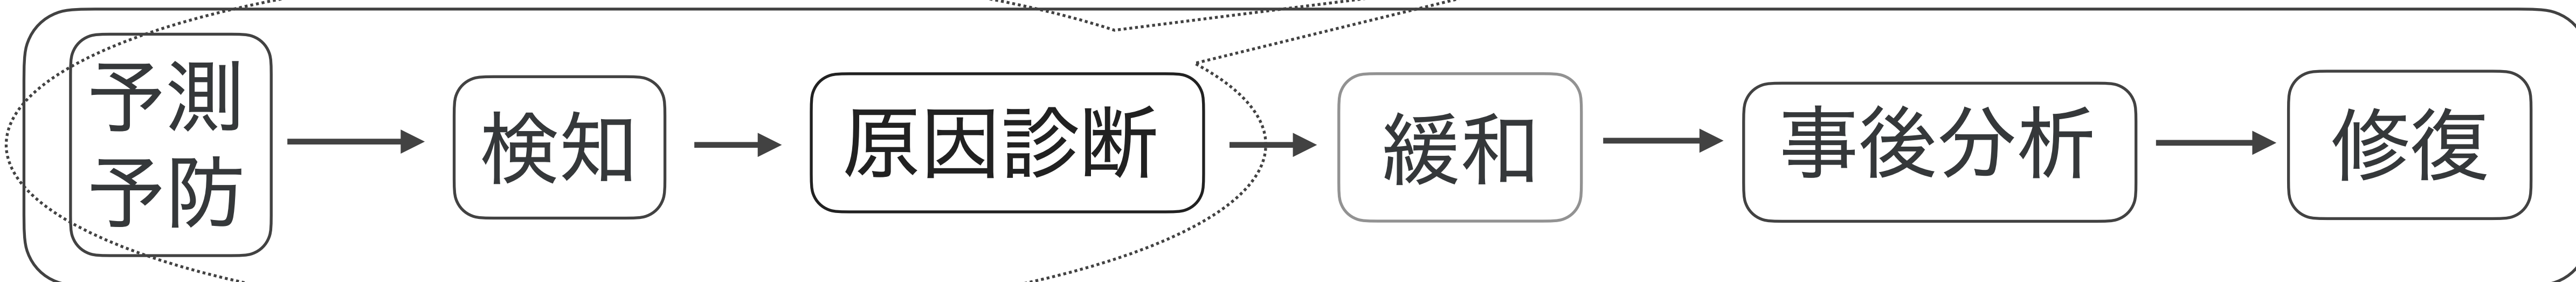 予測
予防
検知
原因診断
緩和
事後分析
修復